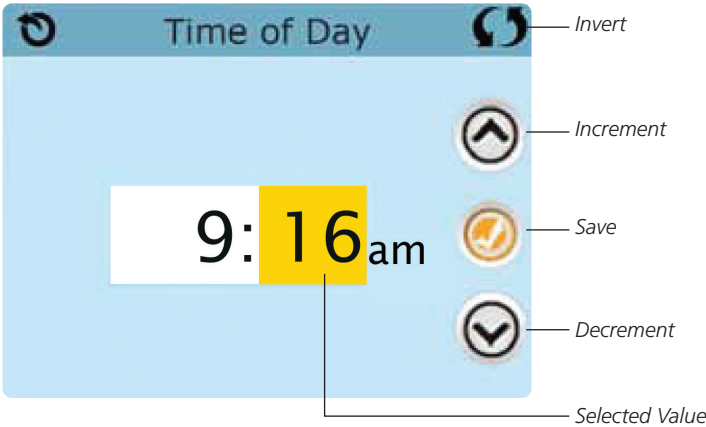 Time of Day
Invert
Increment
9:16am
Save
Decrement
Selected Value